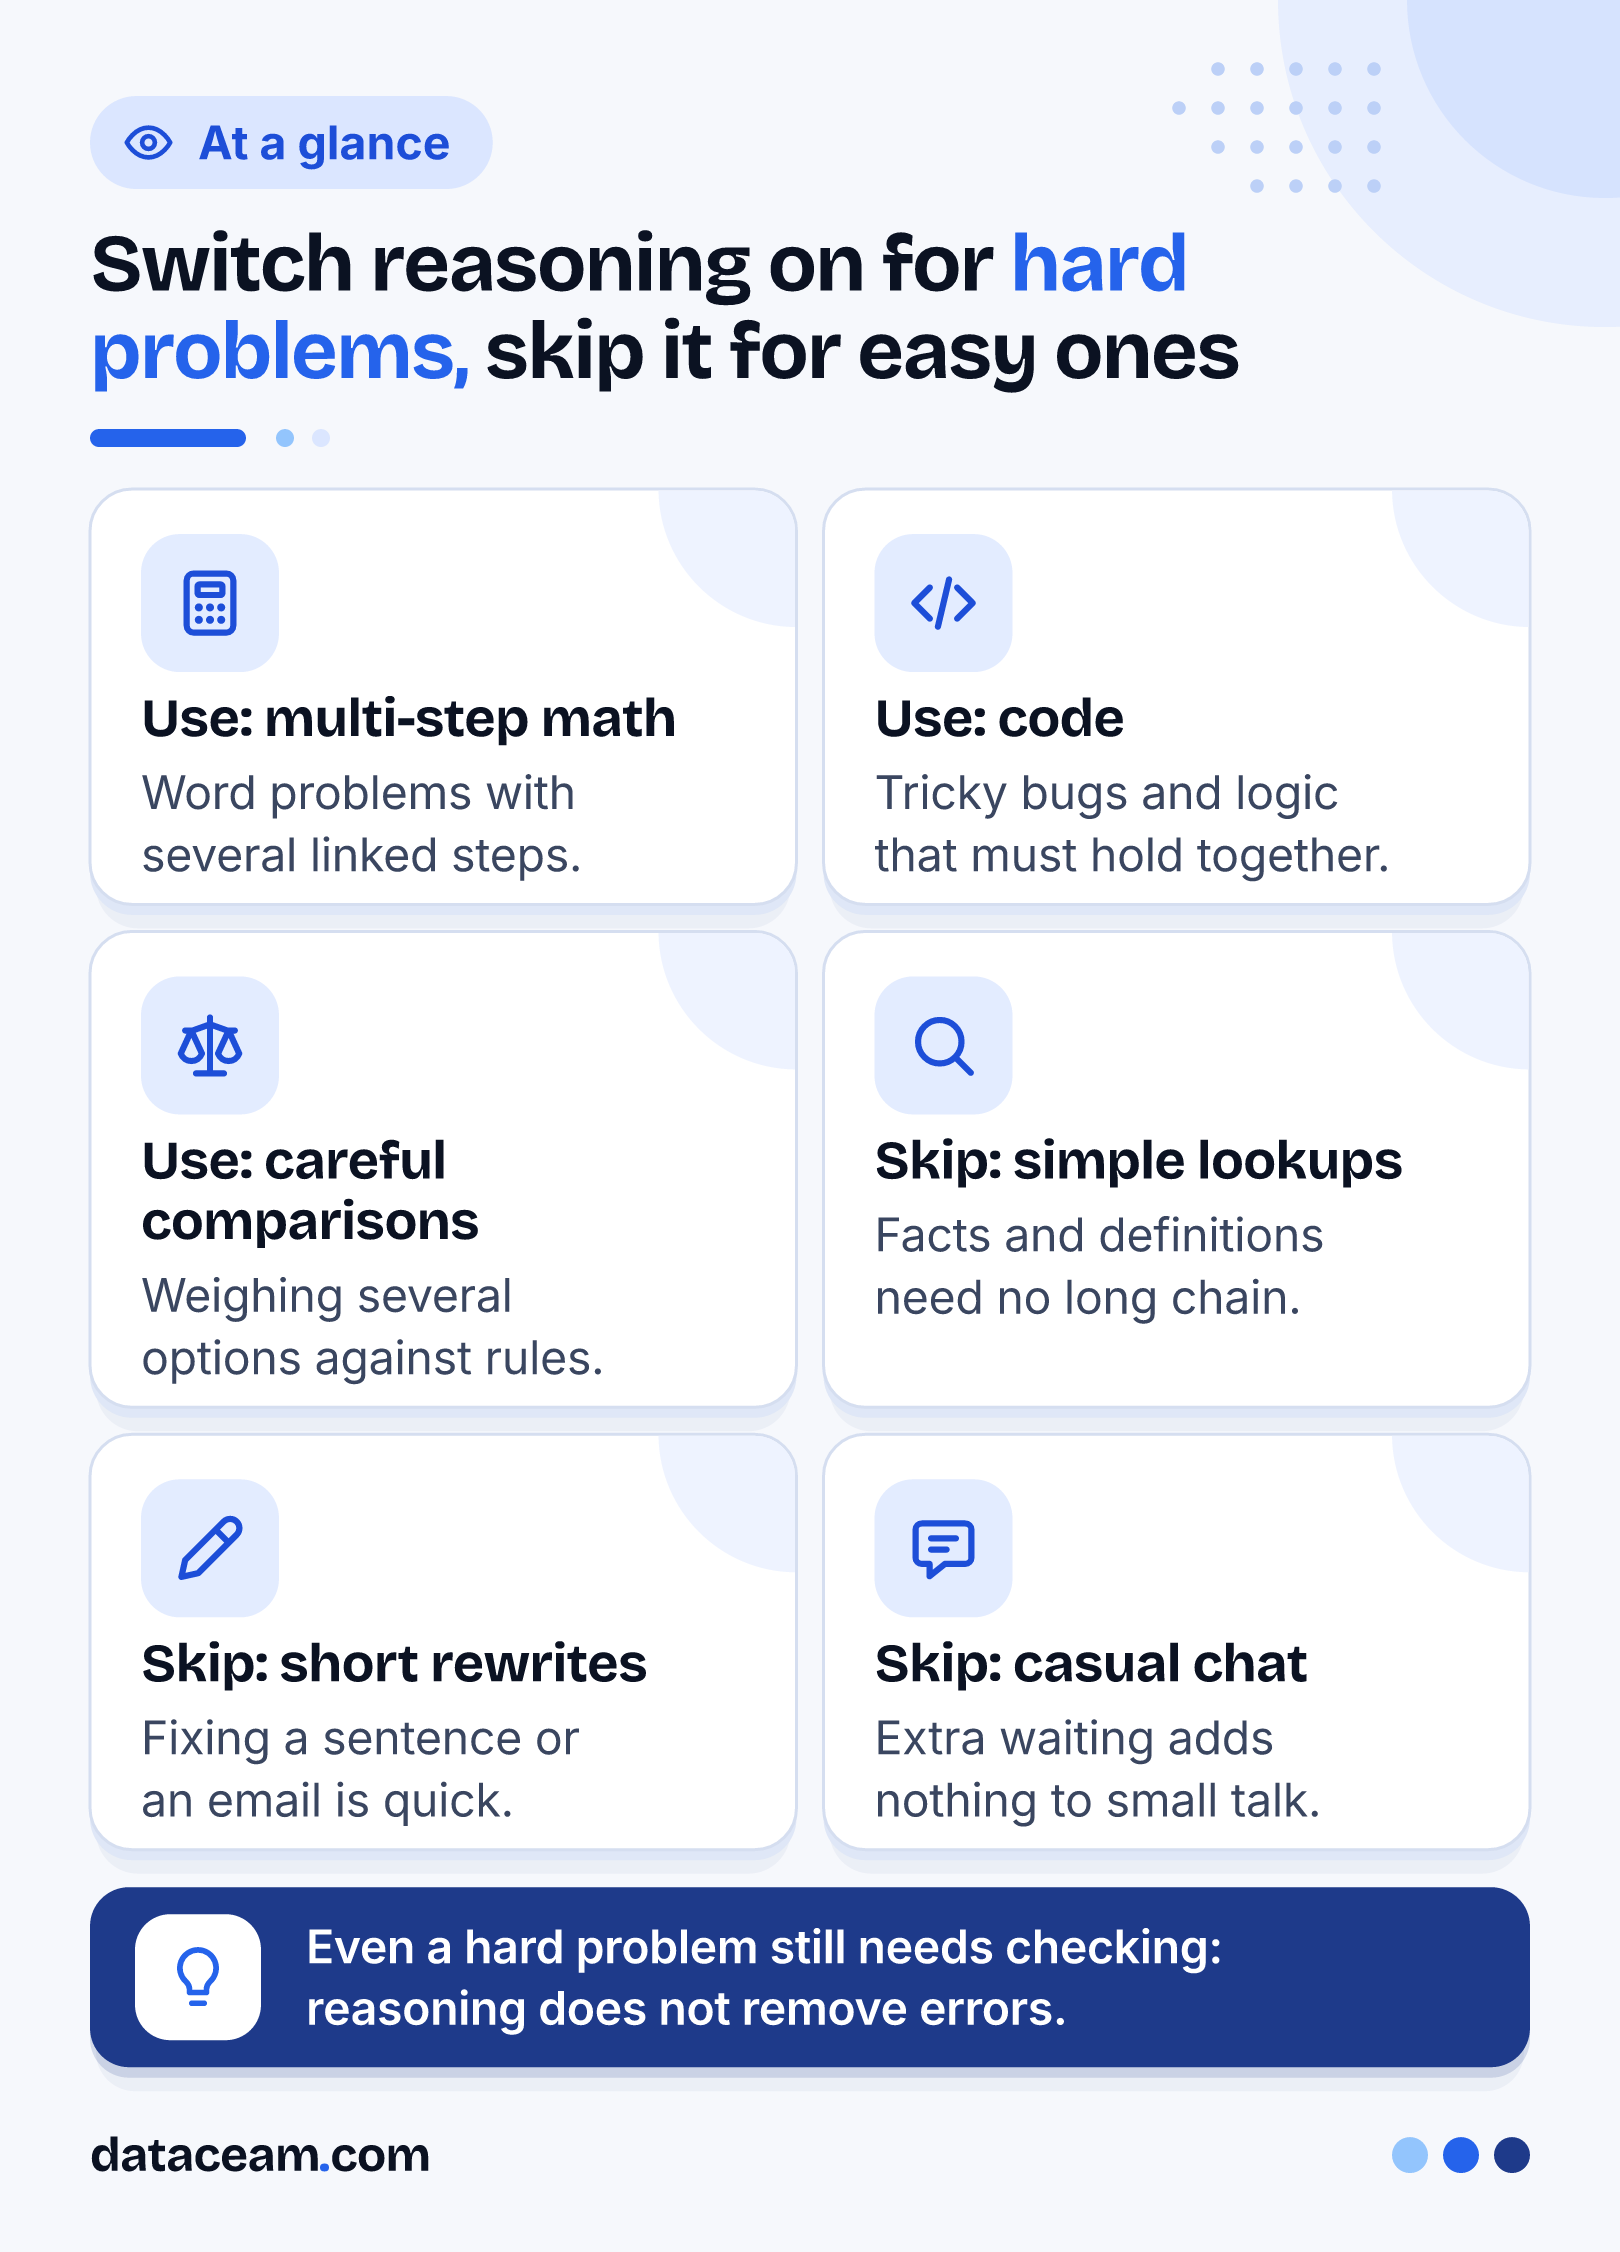 At a glance
Switch reasoning on for hard
problems, skip it for easy ones
Use: multi-step math
Word problems with
several linked steps.
Use: code
Tricky bugs and logic
that must hold together.
Use: careful
comparisons
Weighing several
options against rules.
Skip: simple lookups
Facts and definitions
need no long chain.
Skip: short rewrites
Fixing a sentence or
an email is quick.
Skip: casual chat
Extra waiting adds
nothing to small talk.
Even a hard problem still needs checking:
reasoning does not remove errors.
dataceam.com